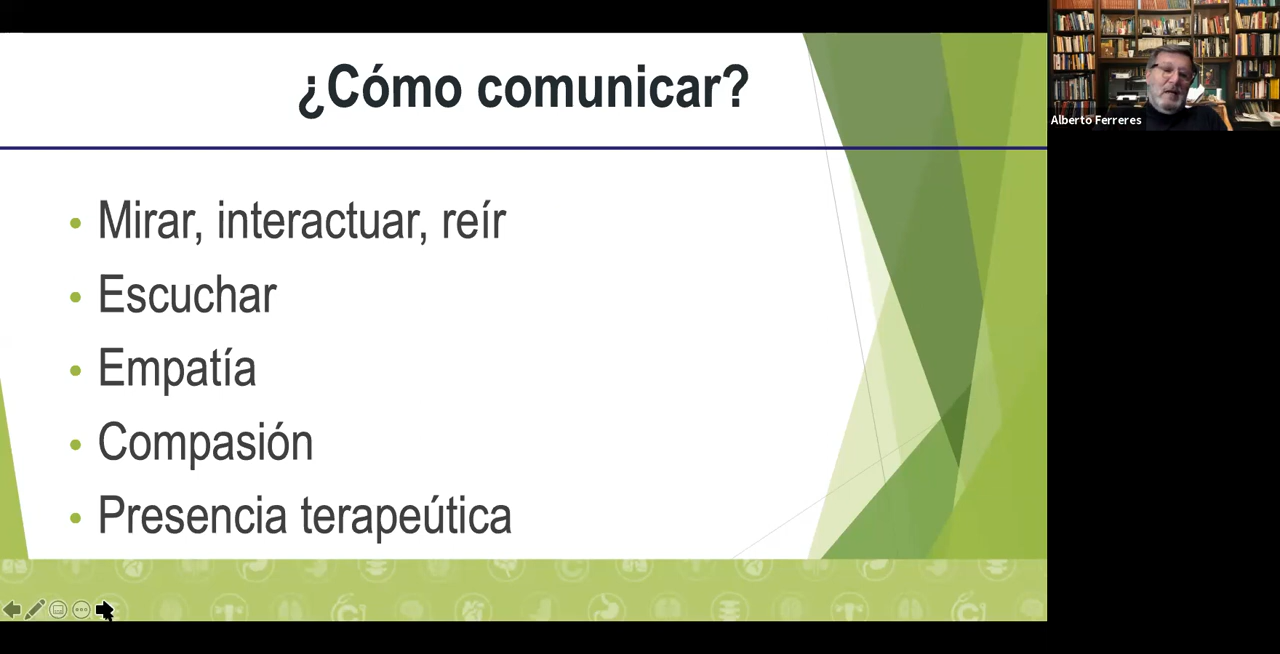 ¿Cómo comunicar?
Alberto Ferreres
• Mirar, interactuar, reír
• Escuchar
• Empatía
• Compasión
• Presencia terapeútica